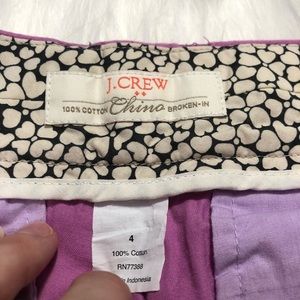 J.CREW
100% COTTON Chino BROKEN-IN
4
100% Cotton
RN77388
Indonesia